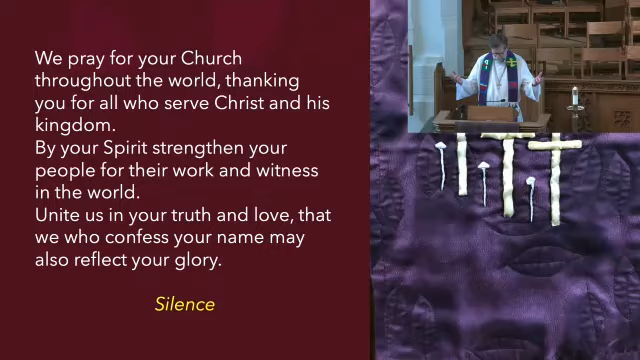 We pray for your Church
throughout the world, thanking
you for all who serve Christ and his
kingdom.
By your Spirit strengthen your
people for their work and witness
in the world.
Unite us in your truth and love, that
we who confess your name may
also reflect your glory.
Silence